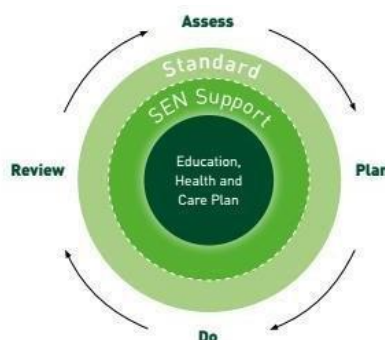 Assess
Standard
SEN Support
Review
Education,
Health and
Care Plan
Plan
Do